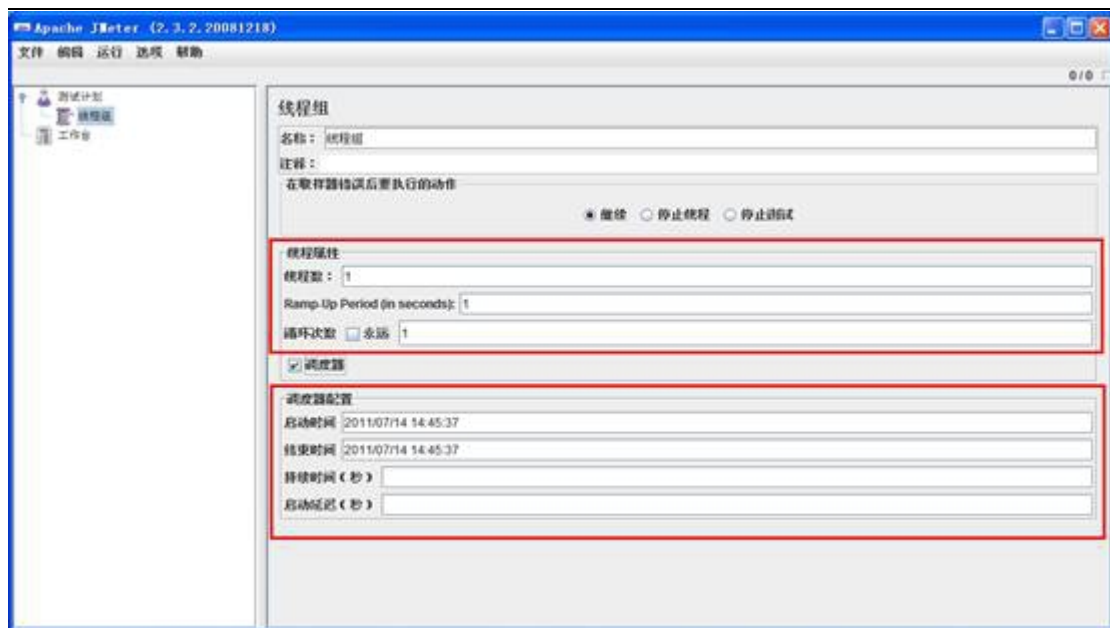 Apache JMeter (2.3.2.20081218)
文件 编辑 运行 选项 帮助
0/0
测试计划
线程组
工作台
线程组
名称： 线程组
注释：
在取样器错误后要执行的动作
继续 停止线程 停止测试
线程属性
线程数： 1
Ramp-Up Period (in seconds): 1
循环次数 永远 1
调度器
调度器配置
启动时间 2011/07/14 14:45:37
结束时间 2011/07/14 14:45:37
持续时间（秒）
启动延迟（秒）